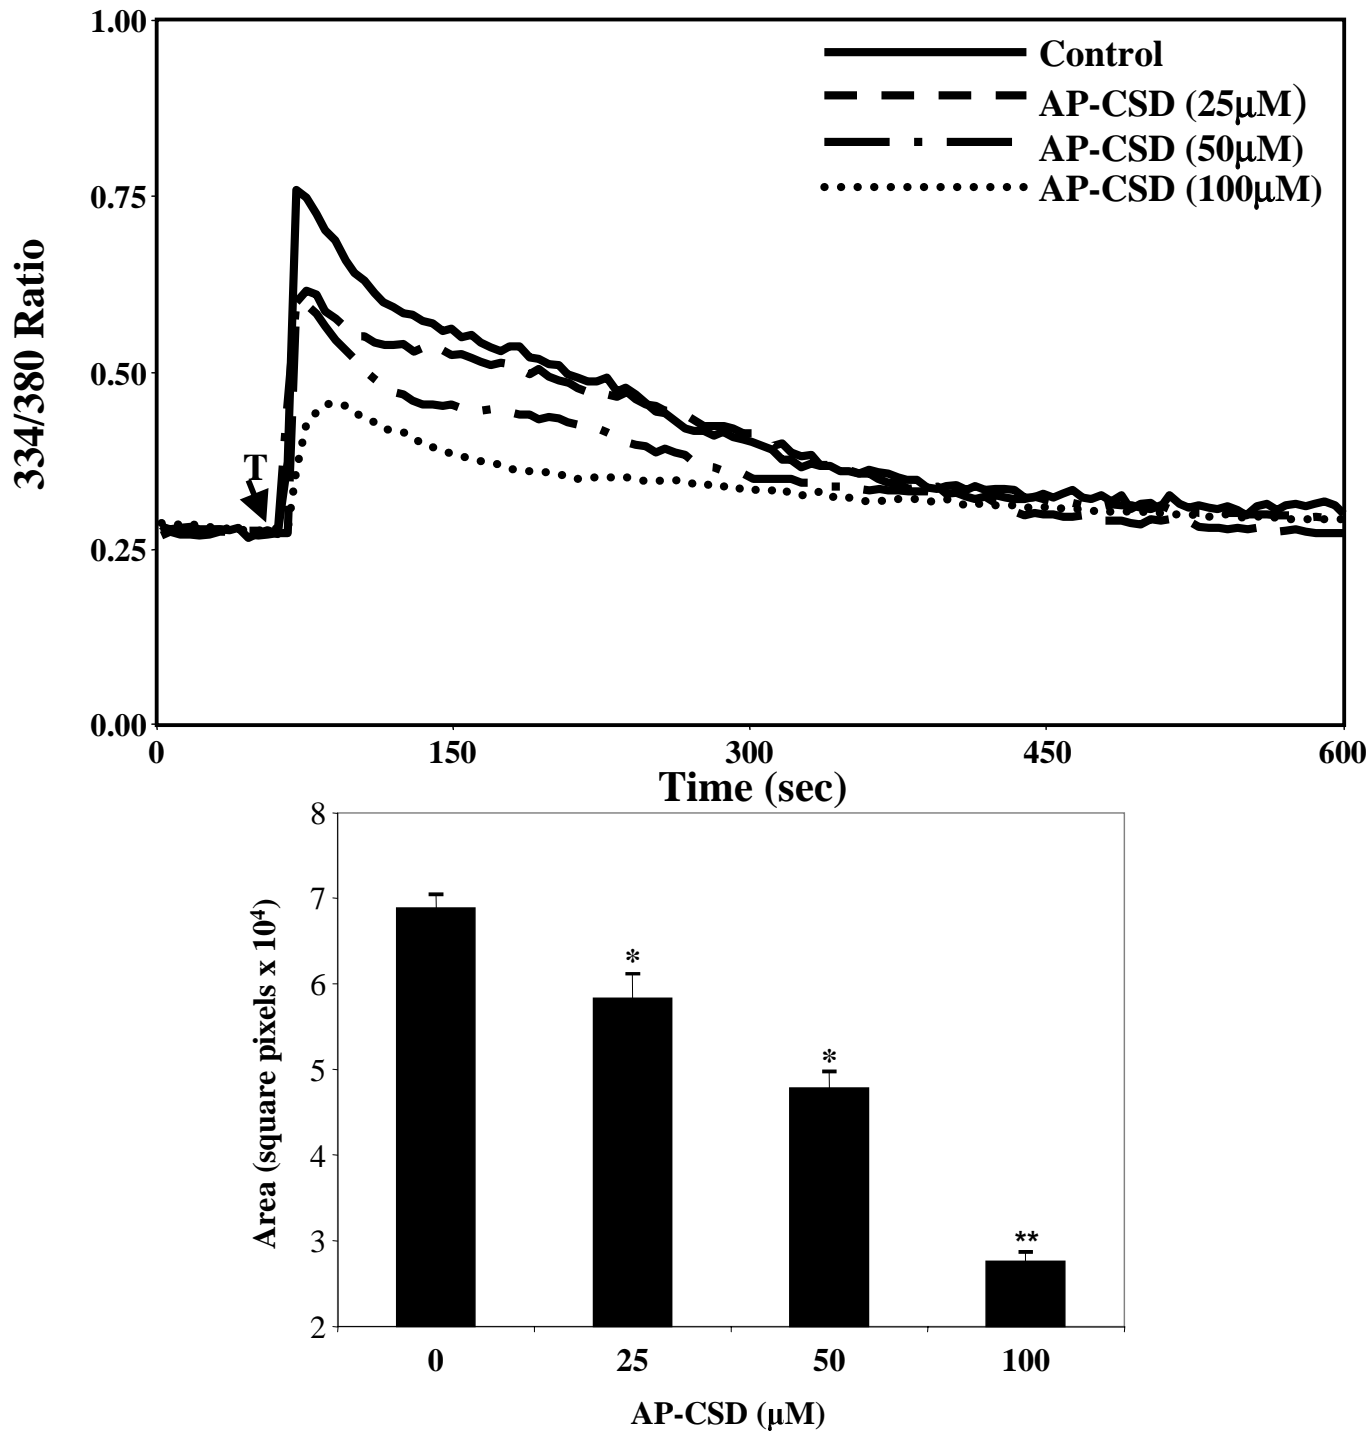 1.00
0.75
0.50
0.25
0.00
334/380 Ratio
Control
AP-CSD (25μM)
AP-CSD (50μM)
AP-CSD (100μM)
T
0 150 300 450 600
Time (sec)
8
7
6
5
4
3
2
Area (square pixels x 10⁴)
*
*
**
0 25 50 100
AP-CSD (μM)